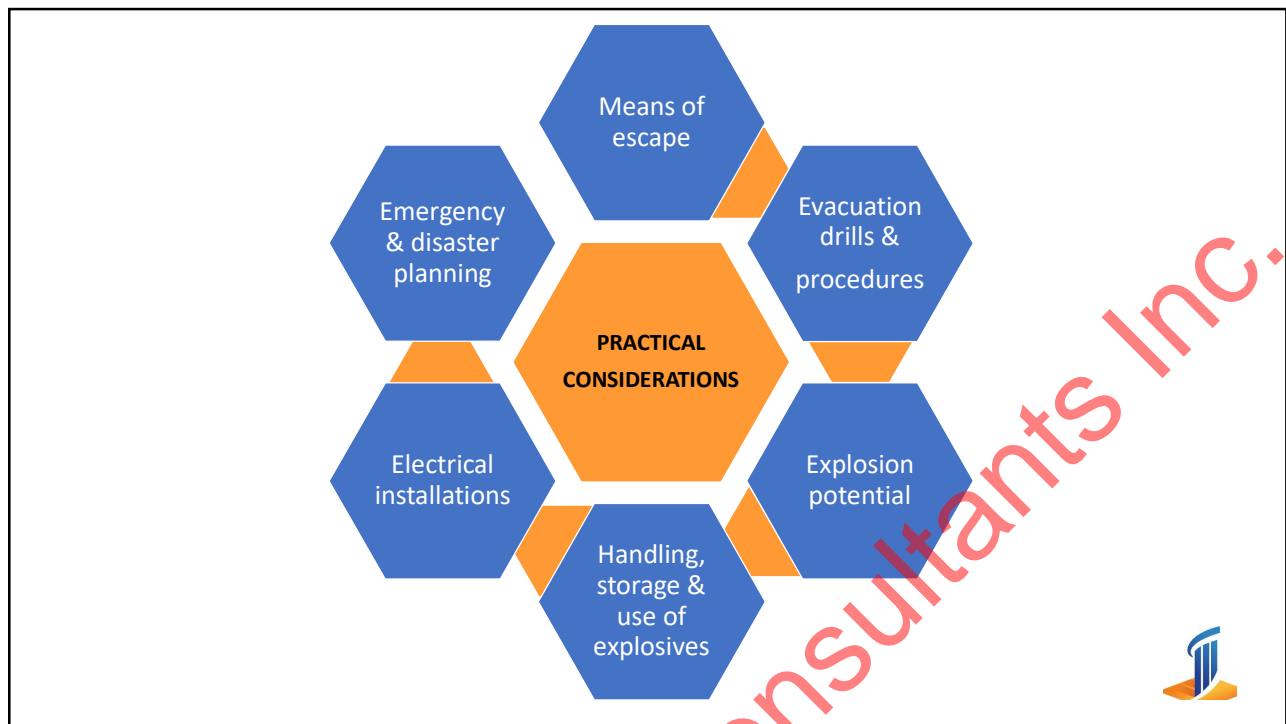 Means of
escape
Evacuation
drills &
procedures
Explosion
potential
Handling,
storage &
use of
explosives
Electrical
installations
Emergency
& disaster
planning
PRACTICAL
CONSIDERATIONS
nsultants Inc.